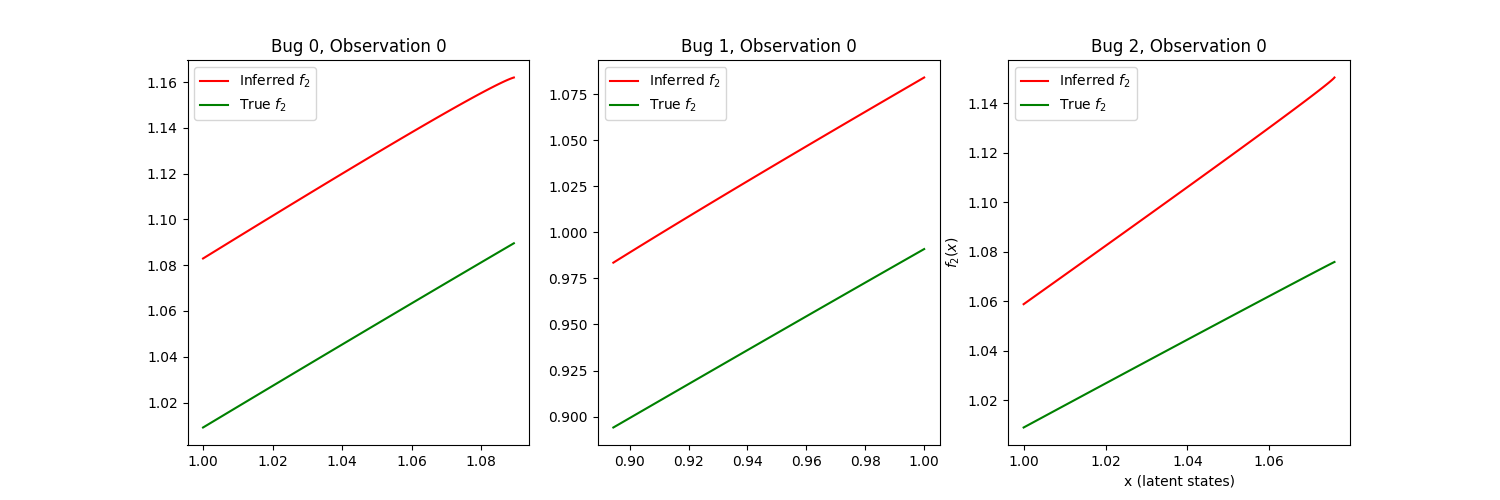 Bug 0, Observation 0
Inferred f₂
True f₂
1.16
1.14
1.12
1.10
1.08
1.06
1.04
1.02
1.00 1.02 1.04 1.06 1.08
Bug 1, Observation 0
Inferred f₂
True f₂
1.075
1.050
1.025
1.000
0.975
0.950
0.925
0.900
0.90 0.92 0.94 0.96 0.98 1.00
Bug 2, Observation 0
Inferred f₂
True f₂
f₂(x)
1.14
1.12
1.10
1.08
1.06
1.04
1.02
1.00 1.02 1.04 1.06
x (latent states)